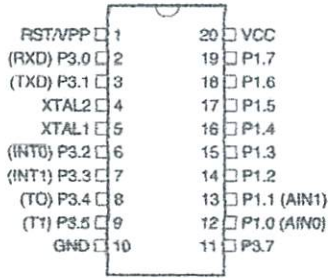 RST/VPP 1 20 VCC
(RXD) P3.0 2 19 P1.7
(TXD) P3.1 3 18 P1.6
XTAL2 4 17 P1.5
XTAL1 5 16 P1.4
(INT0) P3.2 6 15 P1.3
(INT1) P3.3 7 14 P1.2
(TO) P3.4 8 13 P1.1 (AIN1)
(T1) P3.5 9 12 P1.0 (AIN0)
GND 10 11 P3.7